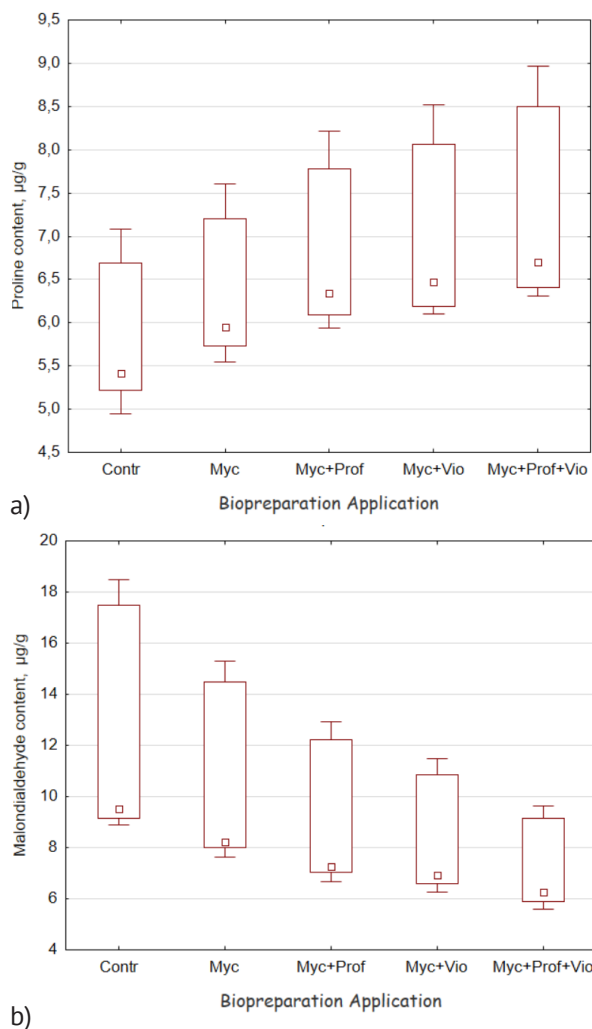 9,5
9,0
8,5
8,0
7,5
7,0
6,5
6,0
5,5
5,0
4,5
Proline content, µg/g
Contr Myc Myc+Prof Myc+Vio Myc+Prof+Vio
Biopreparation Application
a)
20
18
16
14
12
10
8
6
4
Malondialdehyde content, µg/g
Contr Myc Myc+Prof Myc+Vio Myc+Prof+Vio
Biopreparation Application
b)